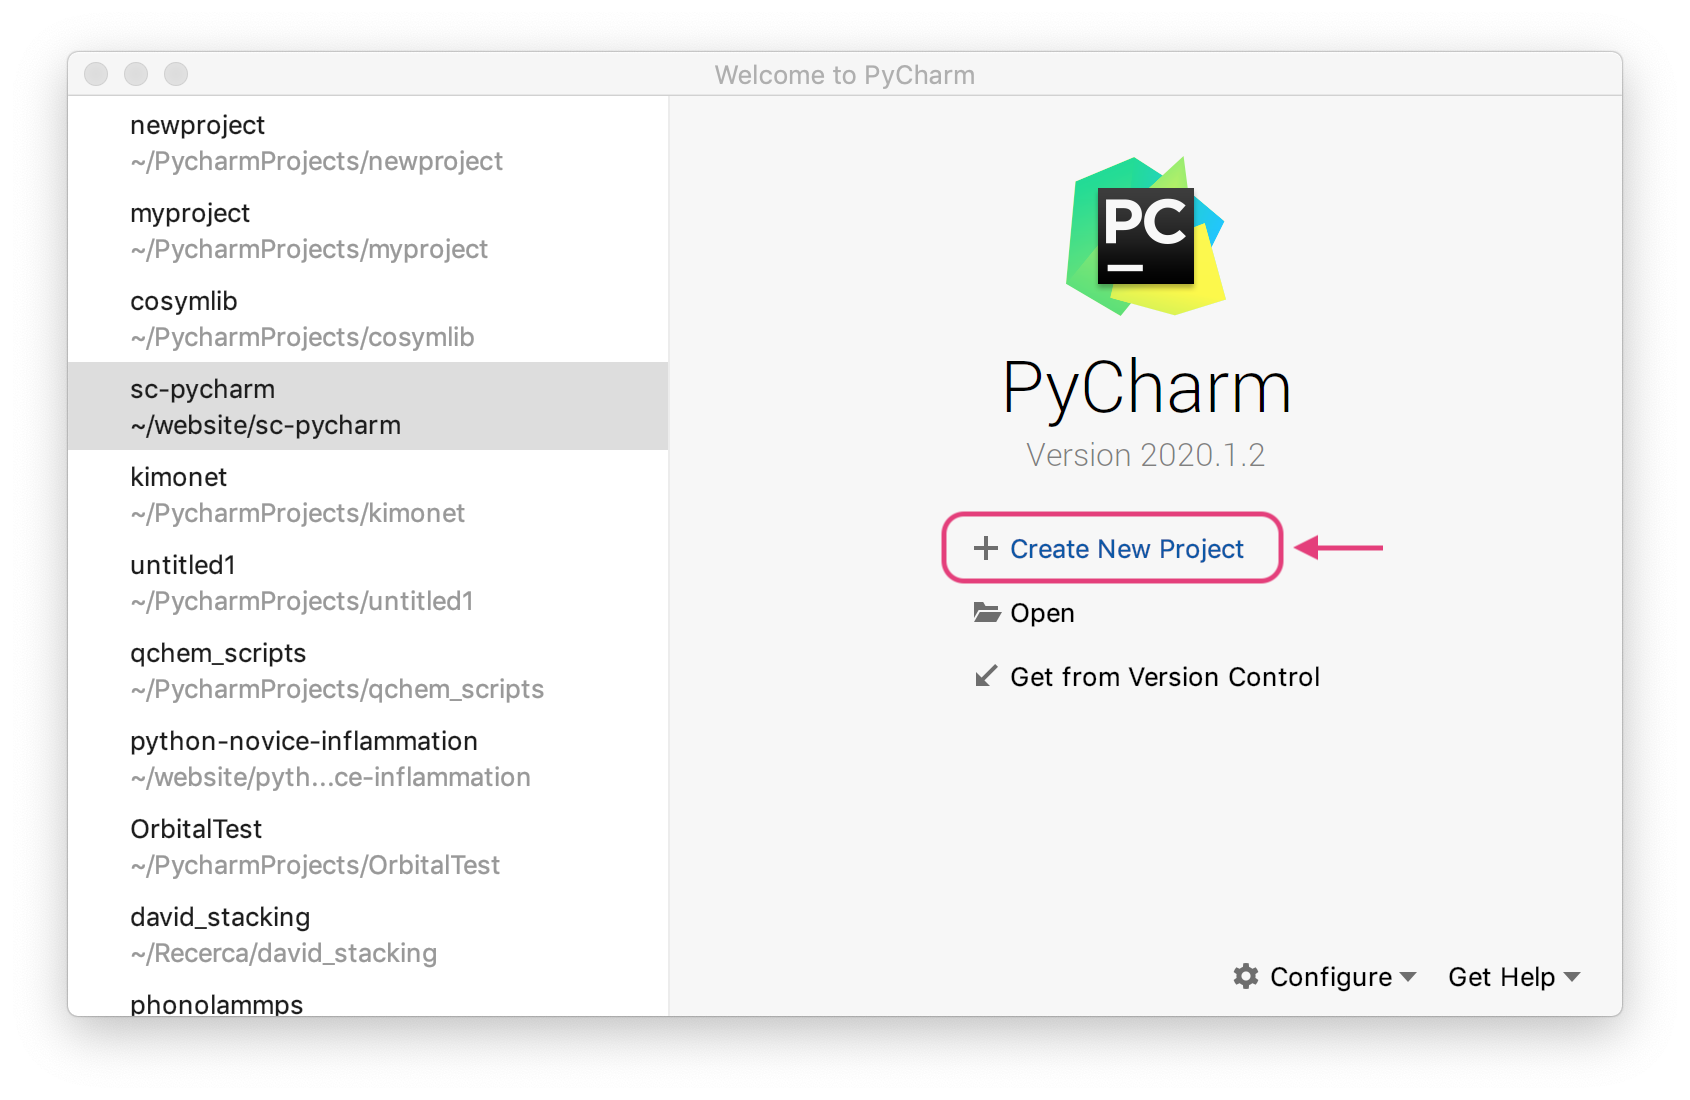 Welcome to PyCharm
newproject
~/PycharmProjects/newproject
myproject
~/PycharmProjects/myproject
cosymlib
~/PycharmProjects/cosymlib
sc-pycharm
~/website/sc-pycharm
kimonet
~/PycharmProjects/kimonet
untitled1
~/PycharmProjects/untitled1
qchem_scripts
~/PycharmProjects/qchem_scripts
python-novice-inflammation
~/website/pyth...ce-inflammation
OrbitalTest
~/PycharmProjects/OrbitalTest
david_stacking
~/Recerca/david_stacking
phonolammps
PC
PyCharm
Version 2020.1.2
Create New Project
Open
Get from Version Control
Configure
Get Help